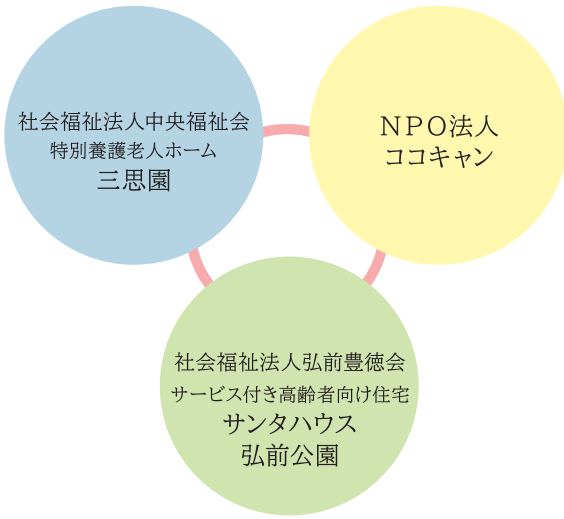 社会福祉法人中央福祉会
特別養護老人ホーム
三思園
NPO法人
ココキャン
社会福祉法人弘前豊徳会
サービス付き高齢者向け住宅
サンタハウス
弘前公園